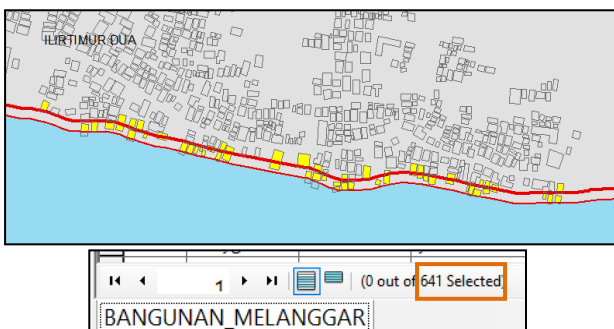 ILIRTIMUR DUA
1 (0 out of 641 Selected)
BANGUNAN_MELANGGAR